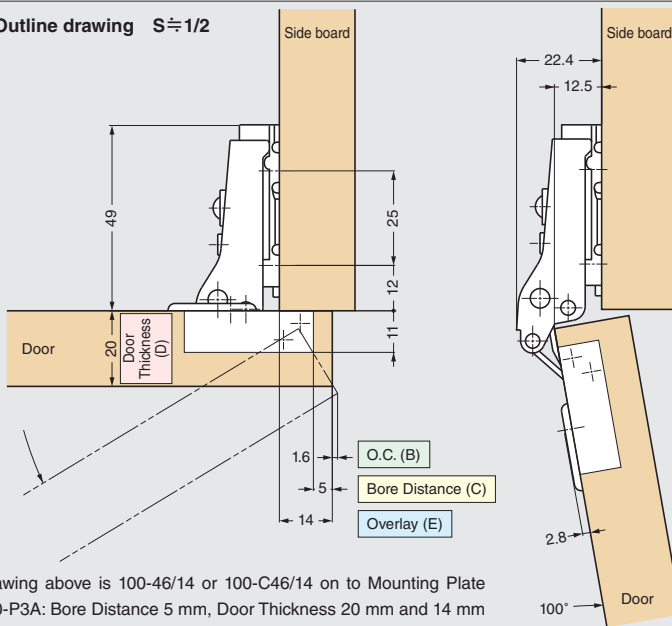 Outline drawing S≒1/2
Side board
Side board
22.4
12.5
49
25
12
11
Door
20
Door
Thickness
(D)
1.6
O.C. (B)
5
Bore Distance (C)
14
Overlay (E)
2.8
100°
Door
awing above is 100-46/14 or 100-C46/14 on to Mounting Plate
0-P3A: Bore Distance 5 mm, Door Thickness 20 mm and 14 mm